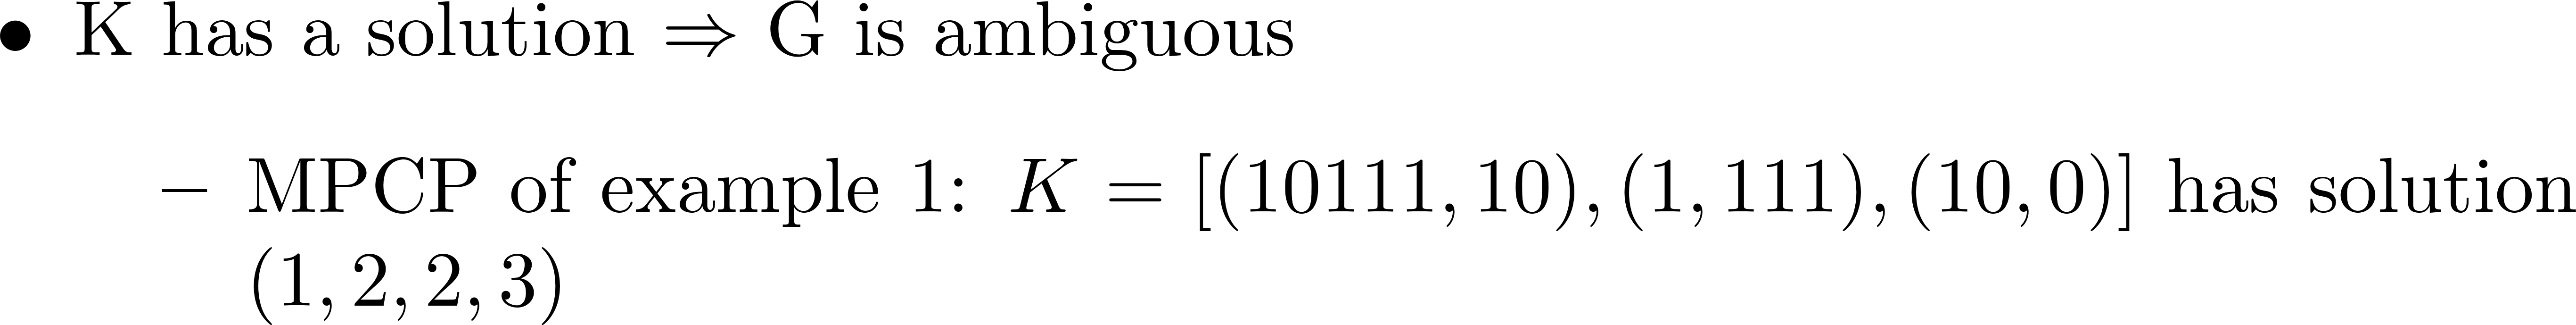 • K has a solution ⇒ G is ambiguous
– MPCP of example 1: K = [(10111, 10), (1, 111), (10, 0)] has solution
(1, 2, 2, 3)